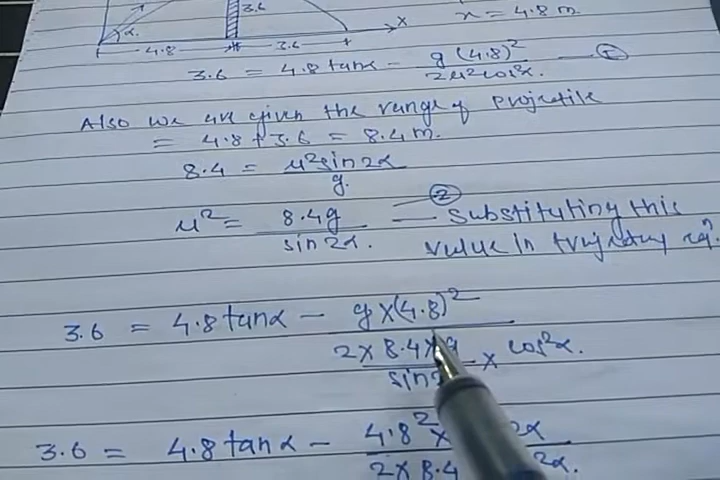 3.6
x
x = 4.8 m
α
4.8 3.6
3.6 = 4.8 tanα - g(4.8)² / 2u²cos²α. — ①
Also we are given the range of projectile
= 4.8 + 3.6 = 8.4 m.
8.4 = u²sin2α / g.
u² = 8.4g / sin2α. — ② Substituting this
value in trajectory eqn.
3.6 = 4.8 tanα - g×(4.8)²
2×8.4×g / sin2 × cos²α.
3.6 = 4.8 tanα - 4.8² × 2α
2×8.4 2α.